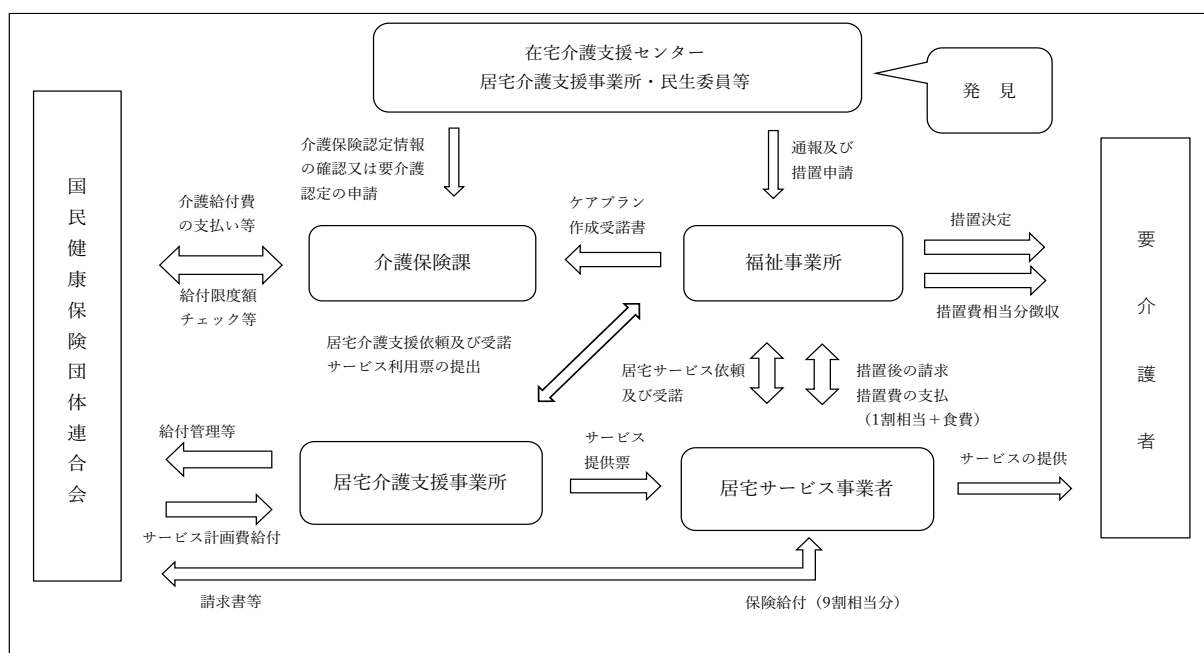 在宅介護支援センター
居宅介護支援事業所・民生委員等
発　見
介護保険認定情報
の確認又は要介護
認定の申請
通報及び
措置申請
国民健康保険団体連合会
介護給付費
の支払い等
給付限度額
チェック等
介護保険課
ケアプラン
作成受諾書
福祉事業所
措置決定
措置費相当分徴収
要介護者
居宅介護支援依頼及び受諾
サービス利用票の提出
居宅サービス依頼
及び受諾
措置後の請求
措置費の支払
（1割相当＋食費）
給付管理等
サービス計画費給付
居宅介護支援事業所
サービス
提供票
居宅サービス事業者
サービスの提供
請求書等
保険給付（9割相当分）